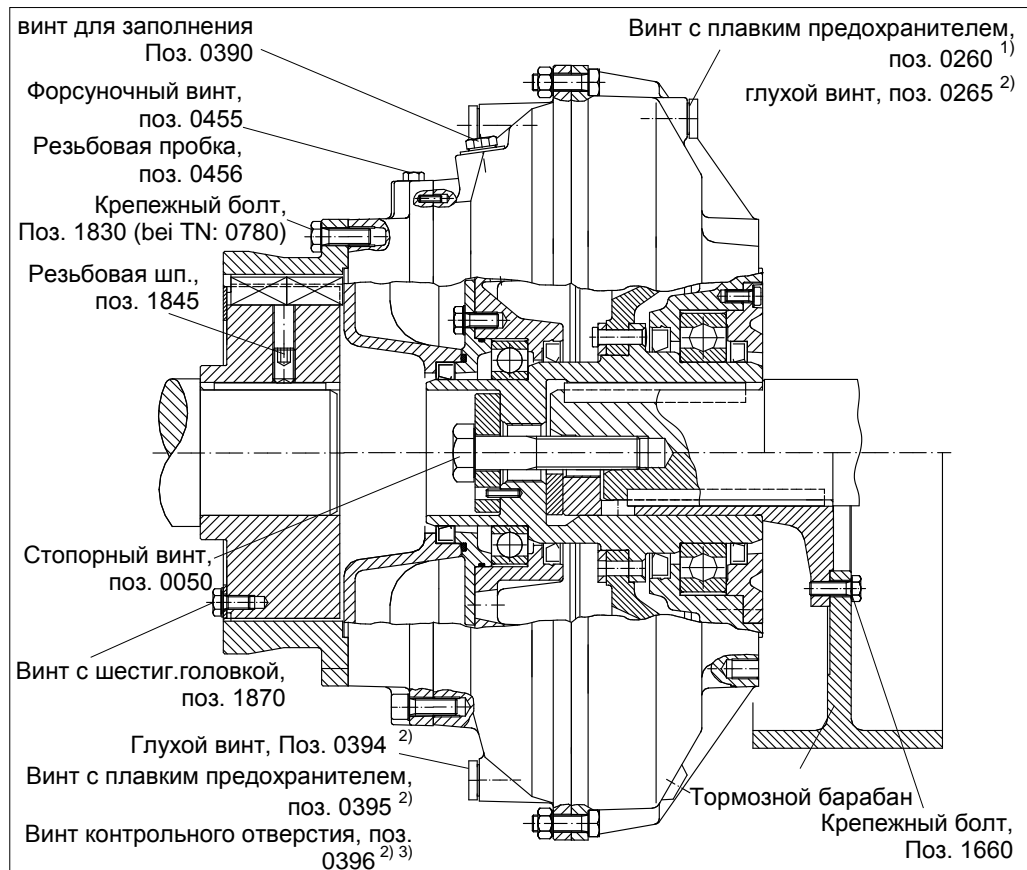 винт для заполнения
Поз. 0390
Форсуночный винт,
поз. 0455
Резьбовая пробка,
поз. 0456
Крепежный болт,
Поз. 1830 (bei TN: 0780)
Резьбовая шп.,
поз. 1845
Винт с плавким предохранителем,
поз. 0260 1)
глухой винт, поз. 0265 2)
Стопорный винт,
поз. 0050
Винт с шестиг.головкой,
поз. 1870
Глухой винт, Поз. 0394 2)
Винт с плавким предохранителем,
поз. 0395 2)
Винт контрольного отверстия, поз.
0396 2) 3)
Тормозной барабан
Крепежный болт,
Поз. 1660